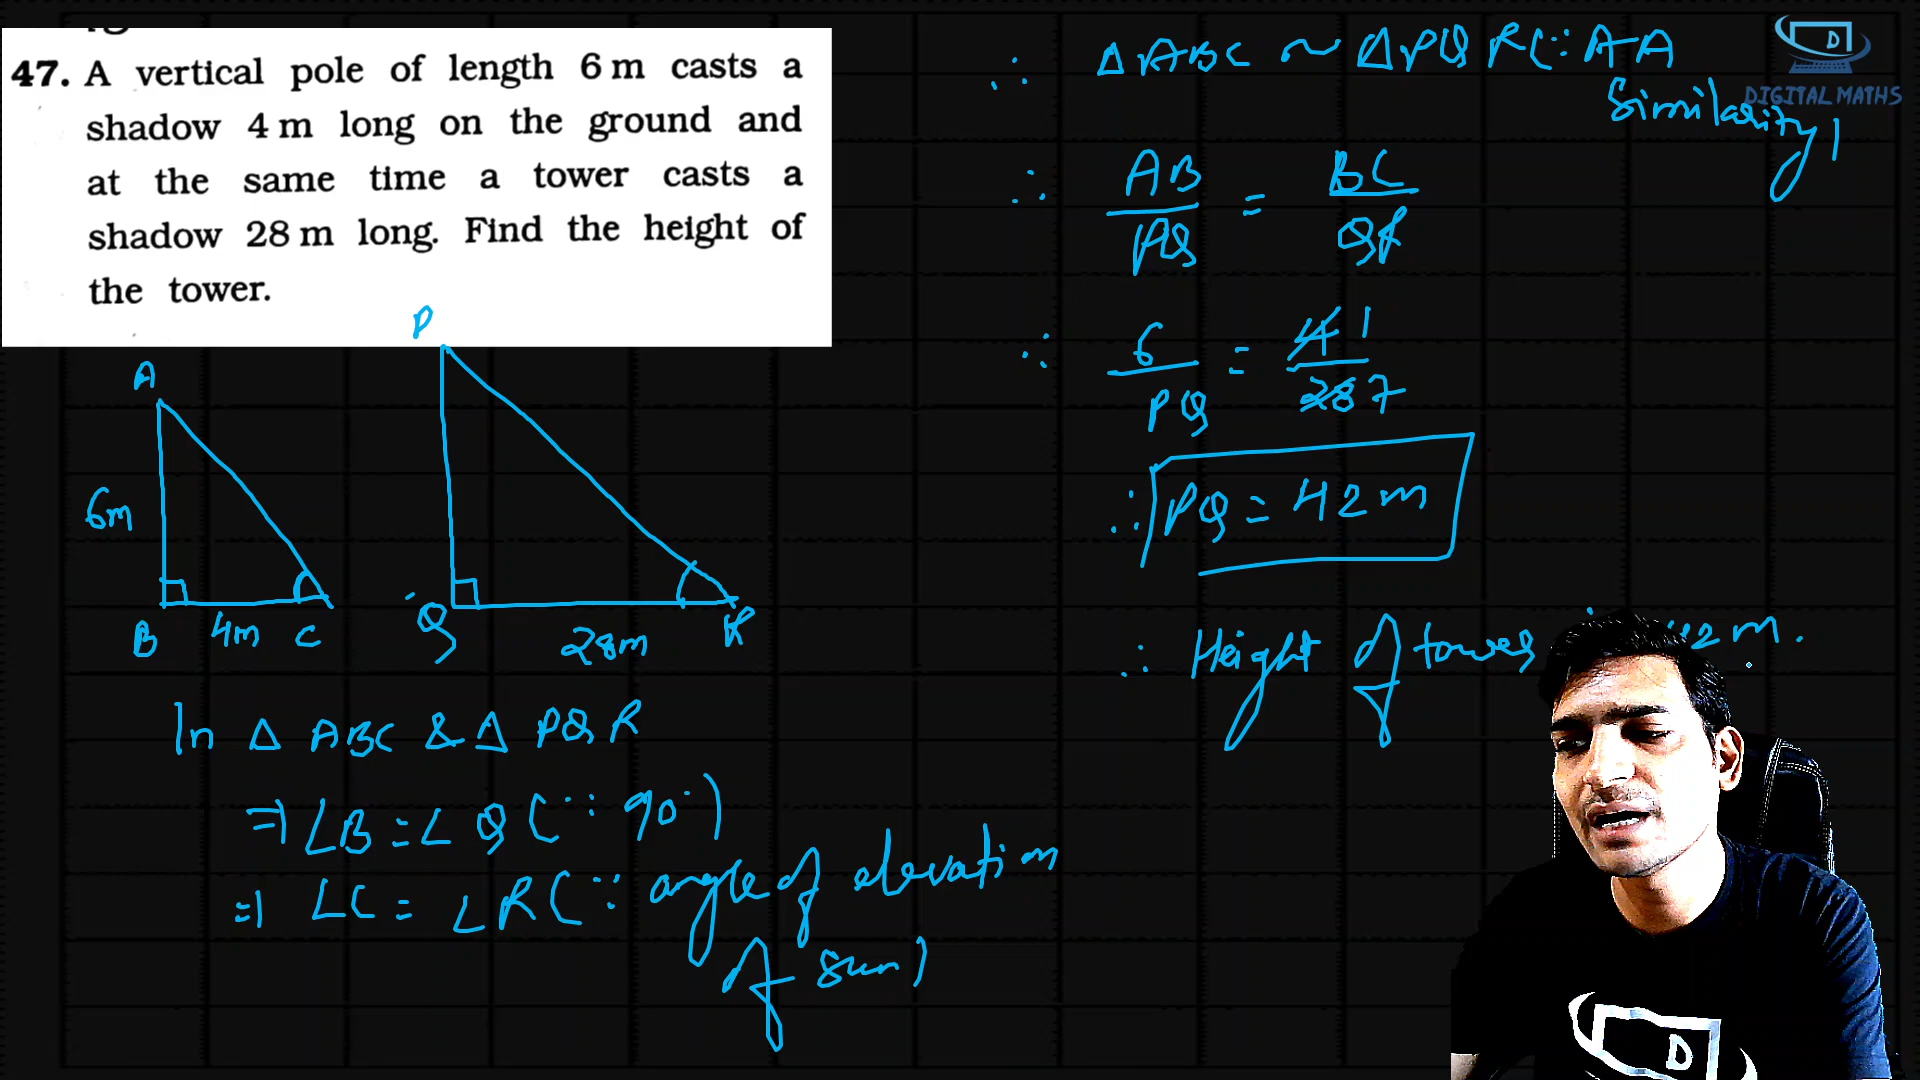 47. A vertical pole of length 6 m casts a
shadow 4 m long on the ground and
at the same time a tower casts a
shadow 28 m long. Find the height of
the tower.
A
6m
B 4m C
P
Q 28m R
In Δ ABC & Δ PQR
⇒ ∠B = ∠Q (∵ 90°)
⇒ ∠C = ∠R (∵ angle of elevation
of sun)
∴ Δ ABC ~ Δ PQR (∵ AA
Similarity)
DIGITAL MATHS
D
∴ AB/PQ = BC/QR
∴ 6/PQ = 4 1/28 7
∴ PQ = 42 m
∴ Height of tower 42 m.
D